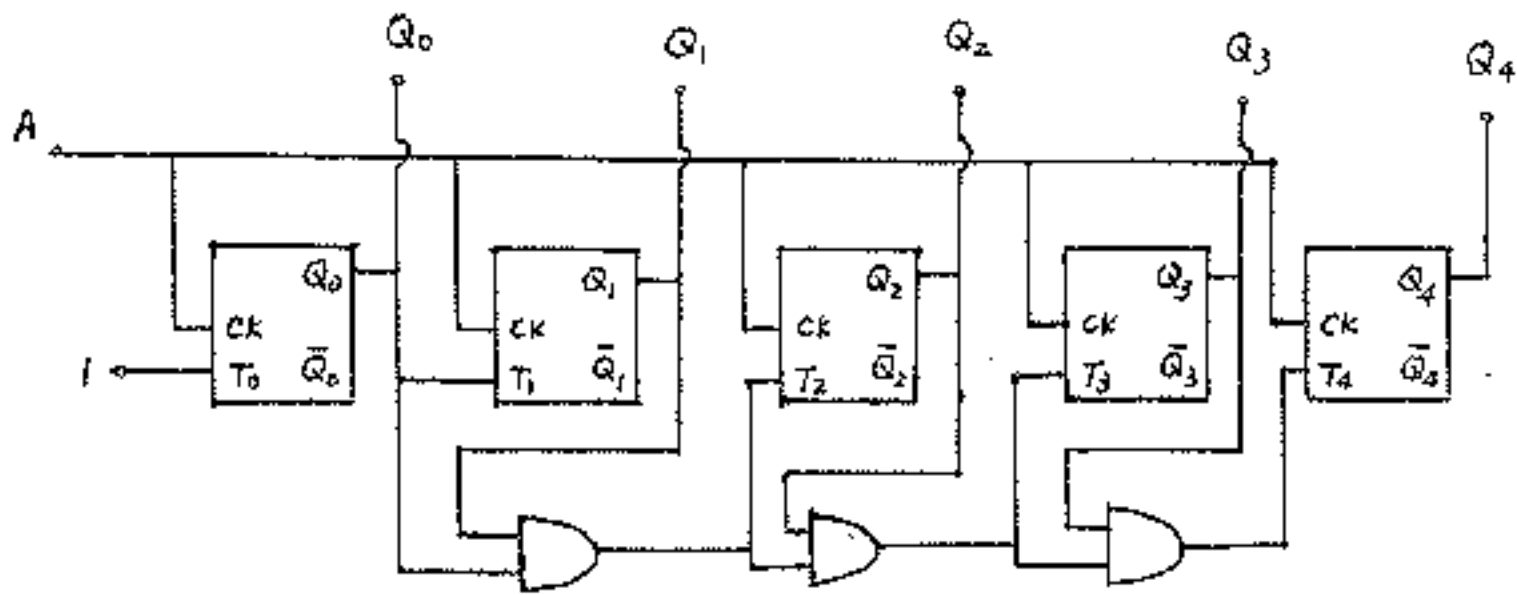 Q₀ Q₁ Q₂ Q₃ Q₄
A
Q₀ Q₁ Q₂ Q₃ Q₄
CK CK CK CK CK
1 T₀ Q̅₀ T₁ Q̅₁ T₂ Q̅₂ T₃ Q̅₃ T₄ Q̅₄